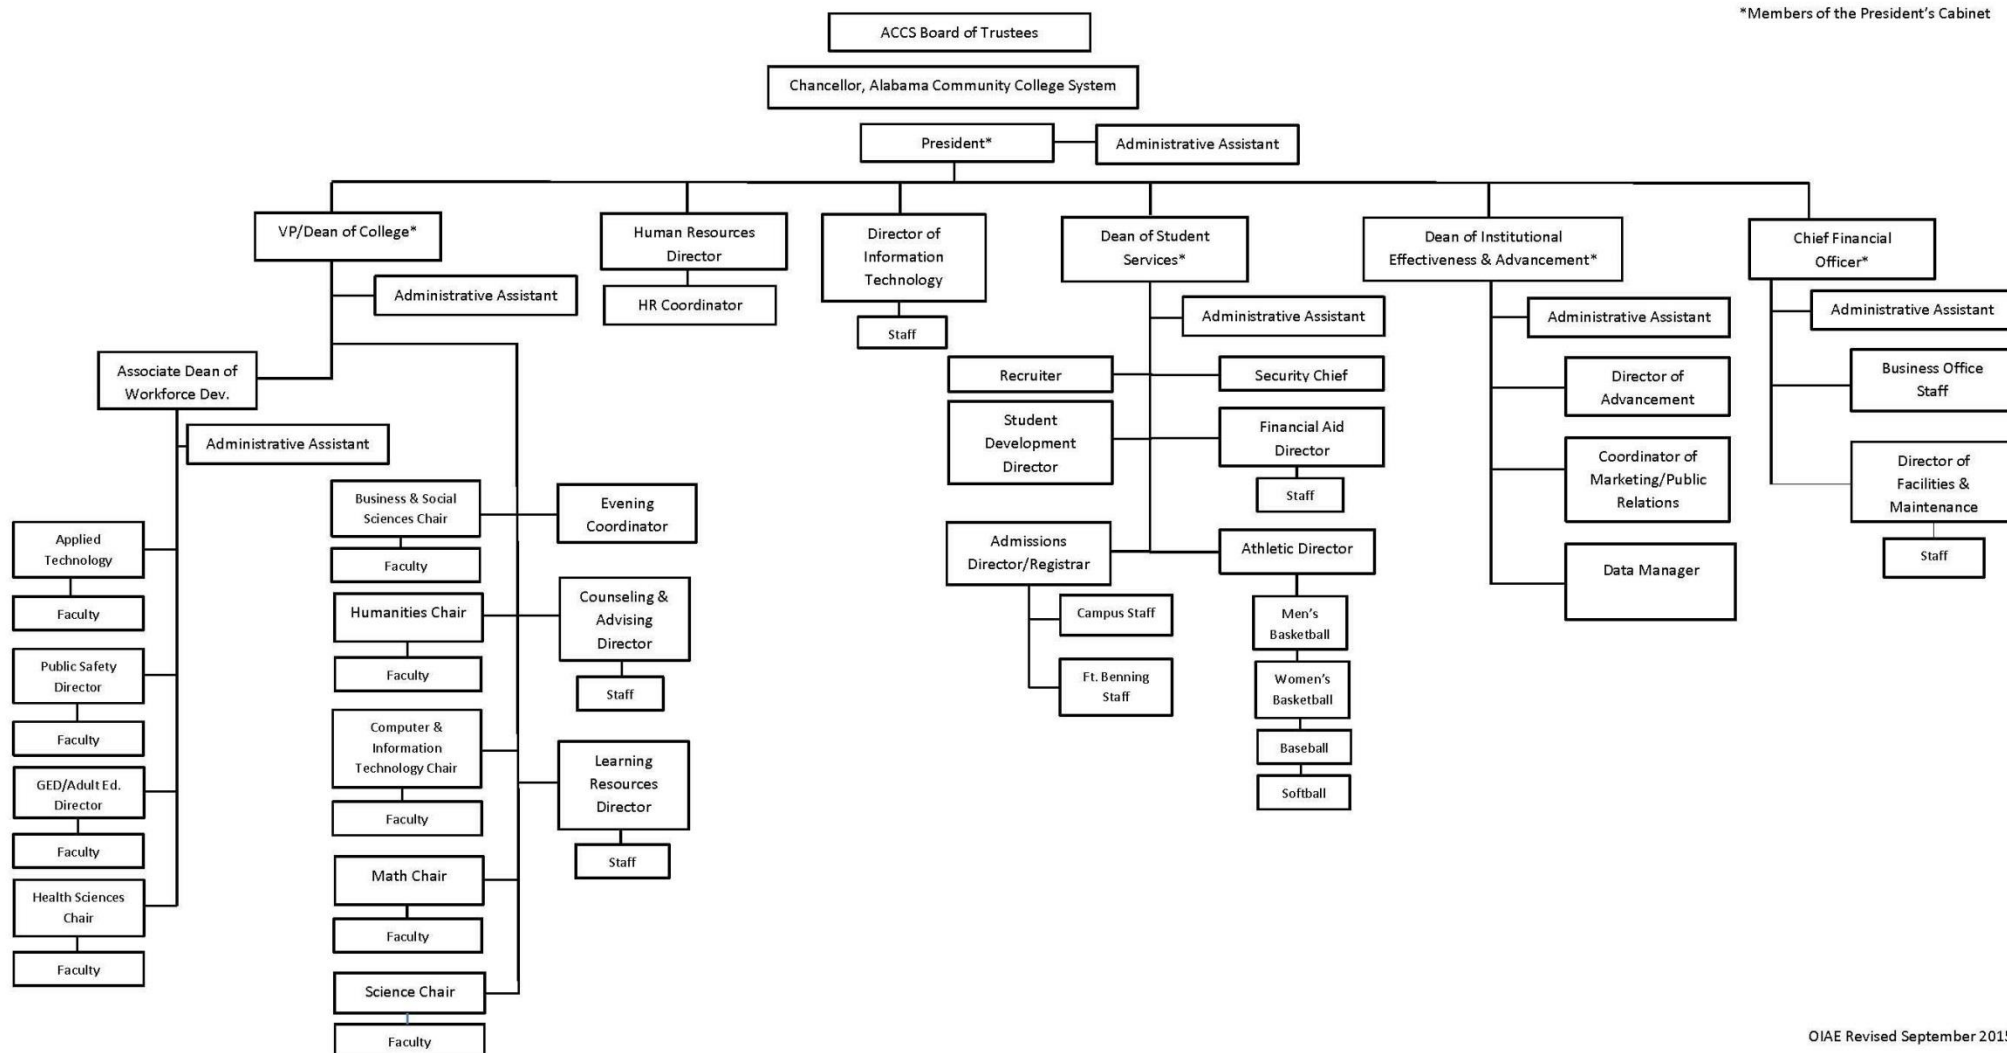 *Members of the President's Cabinet
ACCS Board of Trustees
Chancellor, Alabama Community College System
President*
Administrative Assistant
VP/Dean of College*
Human Resources
Director
Director of
Information
Technology
Dean of Student
Services*
Dean of Institutional
Effectiveness & Advancement*
Chief Financial
Officer*
Administrative Assistant
HR Coordinator
Staff
Administrative Assistant
Administrative Assistant
Administrative Assistant
Associate Dean of
Workforce Dev.
Administrative Assistant
Recruiter
Security Chief
Director of
Advancement
Business Office
Staff
Student
Development
Director
Financial Aid
Director
Staff
Coordinator of
Marketing/Public
Relations
Director of
Facilities &
Maintenance
Staff
Business & Social
Sciences Chair
Faculty
Evening
Coordinator
Applied
Technology
Faculty
Admissions
Director/Registrar
Athletic Director
Data Manager
Humanities Chair
Faculty
Counseling &
Advising
Director
Staff
Campus Staff
Ft. Benning
Staff
Men's
Basketball
Women's
Basketball
Baseball
Softball
Public Safety
Director
Faculty
Computer &
Information
Technology Chair
Faculty
Learning
Resources
Director
Staff
GED/Adult Ed.
Director
Faculty
Math Chair
Faculty
Health Sciences
Chair
Faculty
Science Chair
Faculty
OIAE Revised September 2015